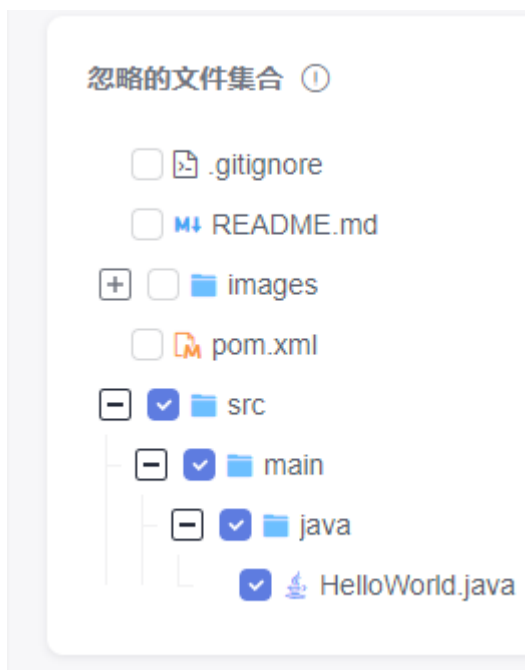 忽略的文件集合
.gitignore
README.md
images
pom.xml
src
main
java
HelloWorld.java